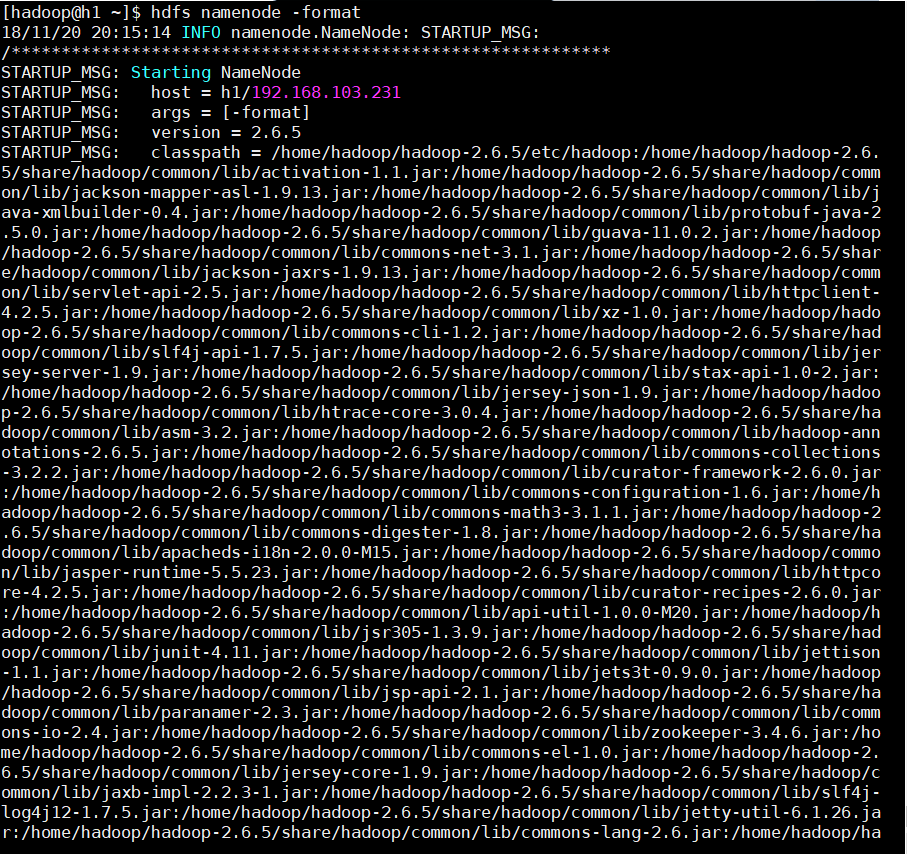 [hadoop@h1 ~]$ hdfs namenode -format
18/11/20 20:15:14 INFO namenode.NameNode: STARTUP_MSG:
/************************************************************
STARTUP_MSG: Starting NameNode
STARTUP_MSG:   host = h1/192.168.103.231
STARTUP_MSG:   args = [-format]
STARTUP_MSG:   version = 2.6.5
STARTUP_MSG:   classpath = /home/hadoop/hadoop-2.6.5/etc/hadoop:/home/hadoop/hadoop-2.6.
5/share/hadoop/common/lib/activation-1.1.jar:/home/hadoop/hadoop-2.6.5/share/hadoop/comm
on/lib/jackson-mapper-asl-1.9.13.jar:/home/hadoop/hadoop-2.6.5/share/hadoop/common/lib/j
ava-xmlbuilder-0.4.jar:/home/hadoop/hadoop-2.6.5/share/hadoop/common/lib/protobuf-java-2
.5.0.jar:/home/hadoop/hadoop-2.6.5/share/hadoop/common/lib/guava-11.0.2.jar:/home/hadoop
/hadoop-2.6.5/share/hadoop/common/lib/commons-net-3.1.jar:/home/hadoop/hadoop-2.6.5/shar
e/hadoop/common/lib/jackson-jaxrs-1.9.13.jar:/home/hadoop/hadoop-2.6.5/share/hadoop/comm
on/lib/servlet-api-2.5.jar:/home/hadoop/hadoop-2.6.5/share/hadoop/common/lib/httpclient-
4.2.5.jar:/home/hadoop/hadoop-2.6.5/share/hadoop/common/lib/xz-1.0.jar:/home/hadoop/hado
op-2.6.5/share/hadoop/common/lib/commons-cli-1.2.jar:/home/hadoop/hadoop-2.6.5/share/had
oop/common/lib/slf4j-api-1.7.5.jar:/home/hadoop/hadoop-2.6.5/share/hadoop/common/lib/jer
sey-server-1.9.jar:/home/hadoop/hadoop-2.6.5/share/hadoop/common/lib/stax-api-1.0-2.jar:
/home/hadoop/hadoop-2.6.5/share/hadoop/common/lib/jersey-json-1.9.jar:/home/hadoop/hadoo
p-2.6.5/share/hadoop/common/lib/htrace-core-3.0.4.jar:/home/hadoop/hadoop-2.6.5/share/ha
doop/common/lib/asm-3.2.jar:/home/hadoop/hadoop-2.6.5/share/hadoop/common/lib/hadoop-ann
otations-2.6.5.jar:/home/hadoop/hadoop-2.6.5/share/hadoop/common/lib/commons-collections
-3.2.2.jar:/home/hadoop/hadoop-2.6.5/share/hadoop/common/lib/curator-framework-2.6.0.jar
:/home/hadoop/hadoop-2.6.5/share/hadoop/common/lib/commons-configuration-1.6.jar:/home/h
adoop/hadoop-2.6.5/share/hadoop/common/lib/commons-math3-3.1.1.jar:/home/hadoop/hadoop-2
.6.5/share/hadoop/common/lib/commons-digester-1.8.jar:/home/hadoop/hadoop-2.6.5/share/ha
doop/common/lib/apacheds-i18n-2.0.0-M15.jar:/home/hadoop/hadoop-2.6.5/share/hadoop/commo
n/lib/jasper-runtime-5.5.23.jar:/home/hadoop/hadoop-2.6.5/share/hadoop/common/lib/httpco
re-4.2.5.jar:/home/hadoop/hadoop-2.6.5/share/hadoop/common/lib/curator-recipes-2.6.0.jar
:/home/hadoop/hadoop-2.6.5/share/hadoop/common/lib/api-util-1.0.0-M20.jar:/home/hadoop/h
adoop-2.6.5/share/hadoop/common/lib/jsr305-1.3.9.jar:/home/hadoop/hadoop-2.6.5/share/had
oop/common/lib/junit-4.11.jar:/home/hadoop/hadoop-2.6.5/share/hadoop/common/lib/jettison
-1.1.jar:/home/hadoop/hadoop-2.6.5/share/hadoop/common/lib/jets3t-0.9.0.jar:/home/hadoop
/hadoop-2.6.5/share/hadoop/common/lib/jsp-api-2.1.jar:/home/hadoop/hadoop-2.6.5/share/ha
doop/common/lib/paranamer-2.3.jar:/home/hadoop/hadoop-2.6.5/share/hadoop/common/lib/comm
ons-io-2.4.jar:/home/hadoop/hadoop-2.6.5/share/hadoop/common/lib/zookeeper-3.4.6.jar:/ho
me/hadoop/hadoop-2.6.5/share/hadoop/common/lib/commons-el-1.0.jar:/home/hadoop/hadoop-2.
6.5/share/hadoop/common/lib/jersey-core-1.9.jar:/home/hadoop/hadoop-2.6.5/share/hadoop/c
ommon/lib/jaxb-impl-2.2.3-1.jar:/home/hadoop/hadoop-2.6.5/share/hadoop/common/lib/slf4j-
log4j12-1.7.5.jar:/home/hadoop/hadoop-2.6.5/share/hadoop/common/lib/jetty-util-6.1.26.ja
r:/home/hadoop/hadoop-2.6.5/share/hadoop/common/lib/commons-lang-2.6.jar:/home/hadoop/ha